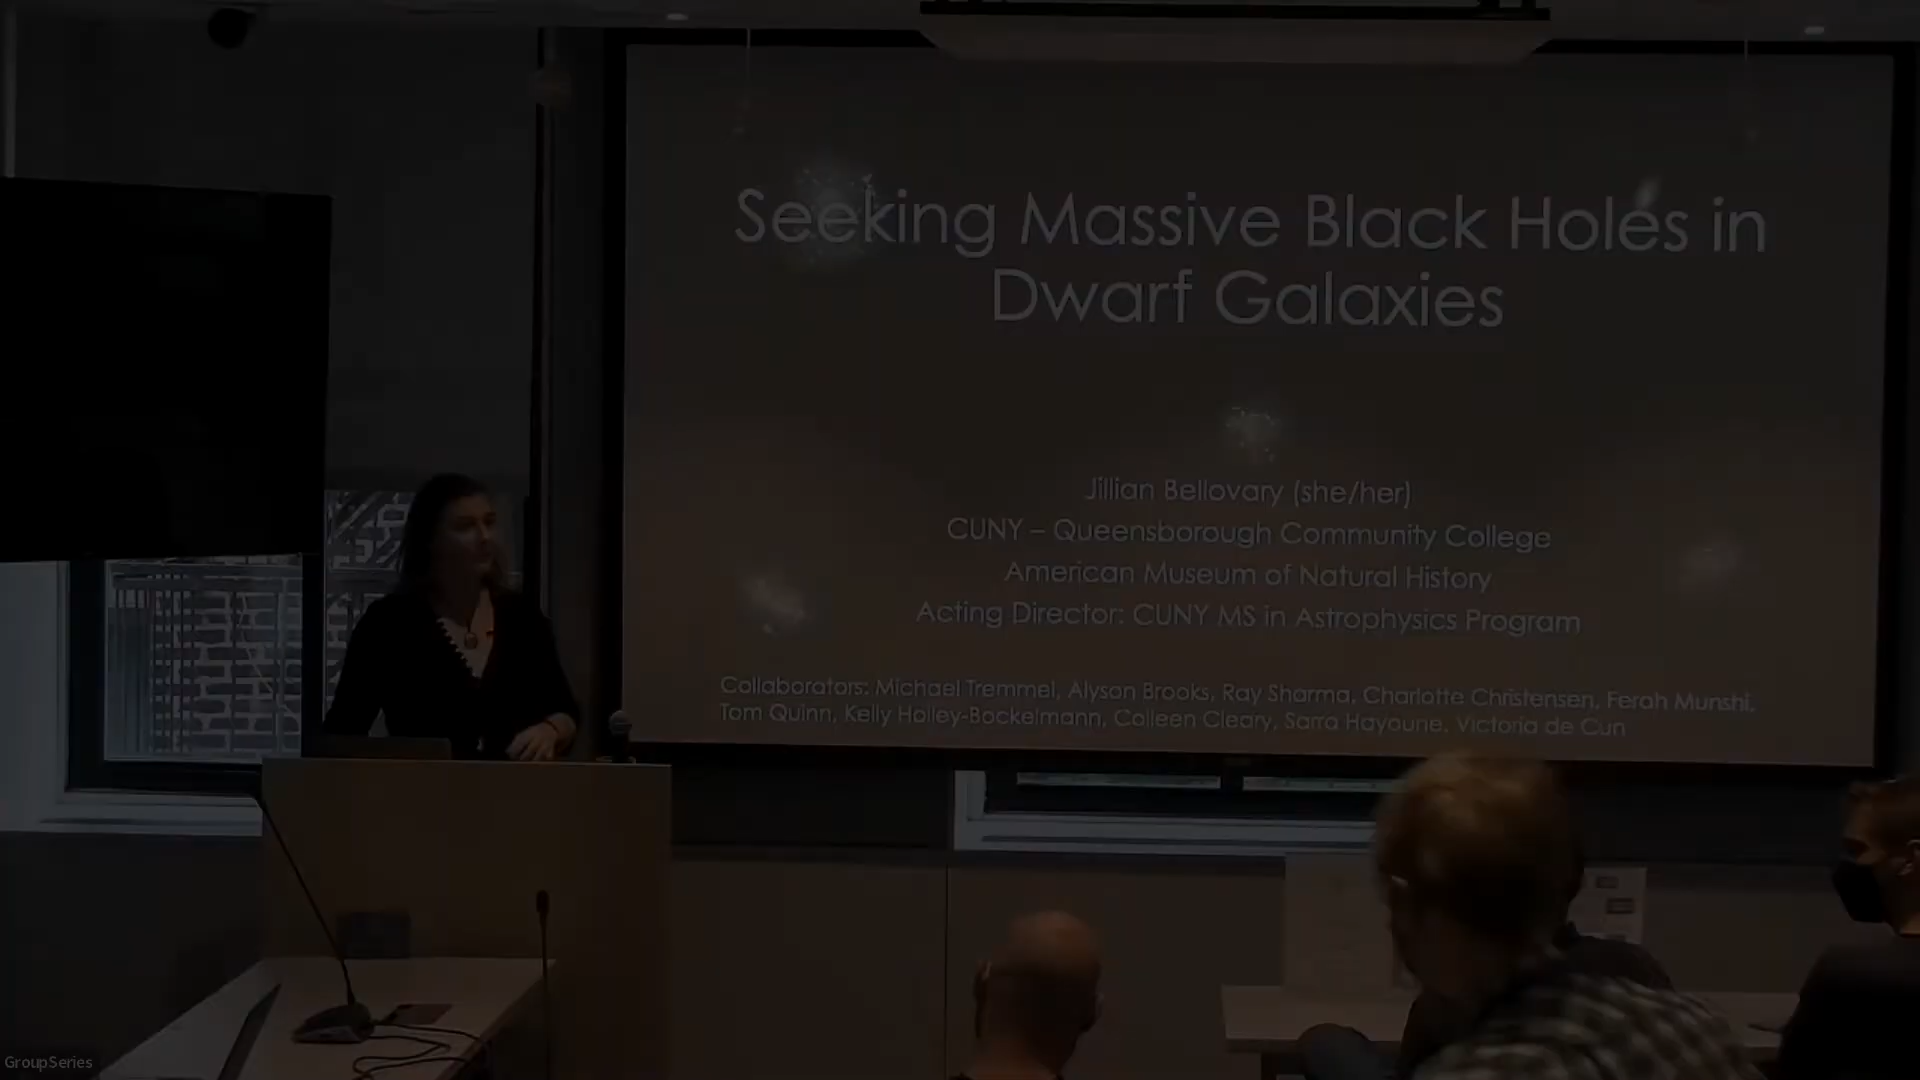 Seeking Massive Black Holes in
Dwarf Galaxies
Jillian Bellovary (she/her)
CUNY – Queensborough Community College
American Museum of Natural History
Acting Director: CUNY MS in Astrophysics Program
Collaborators: Michael Tremmel, Alyson Brooks, Ray Sharma, Charlotte Christensen, Ferah Munshi,
Tom Quinn, Kelly Holley-Bockelmann, Colleen Cleary, Sarra Hayoune, Victoria de Cun
GroupSeries